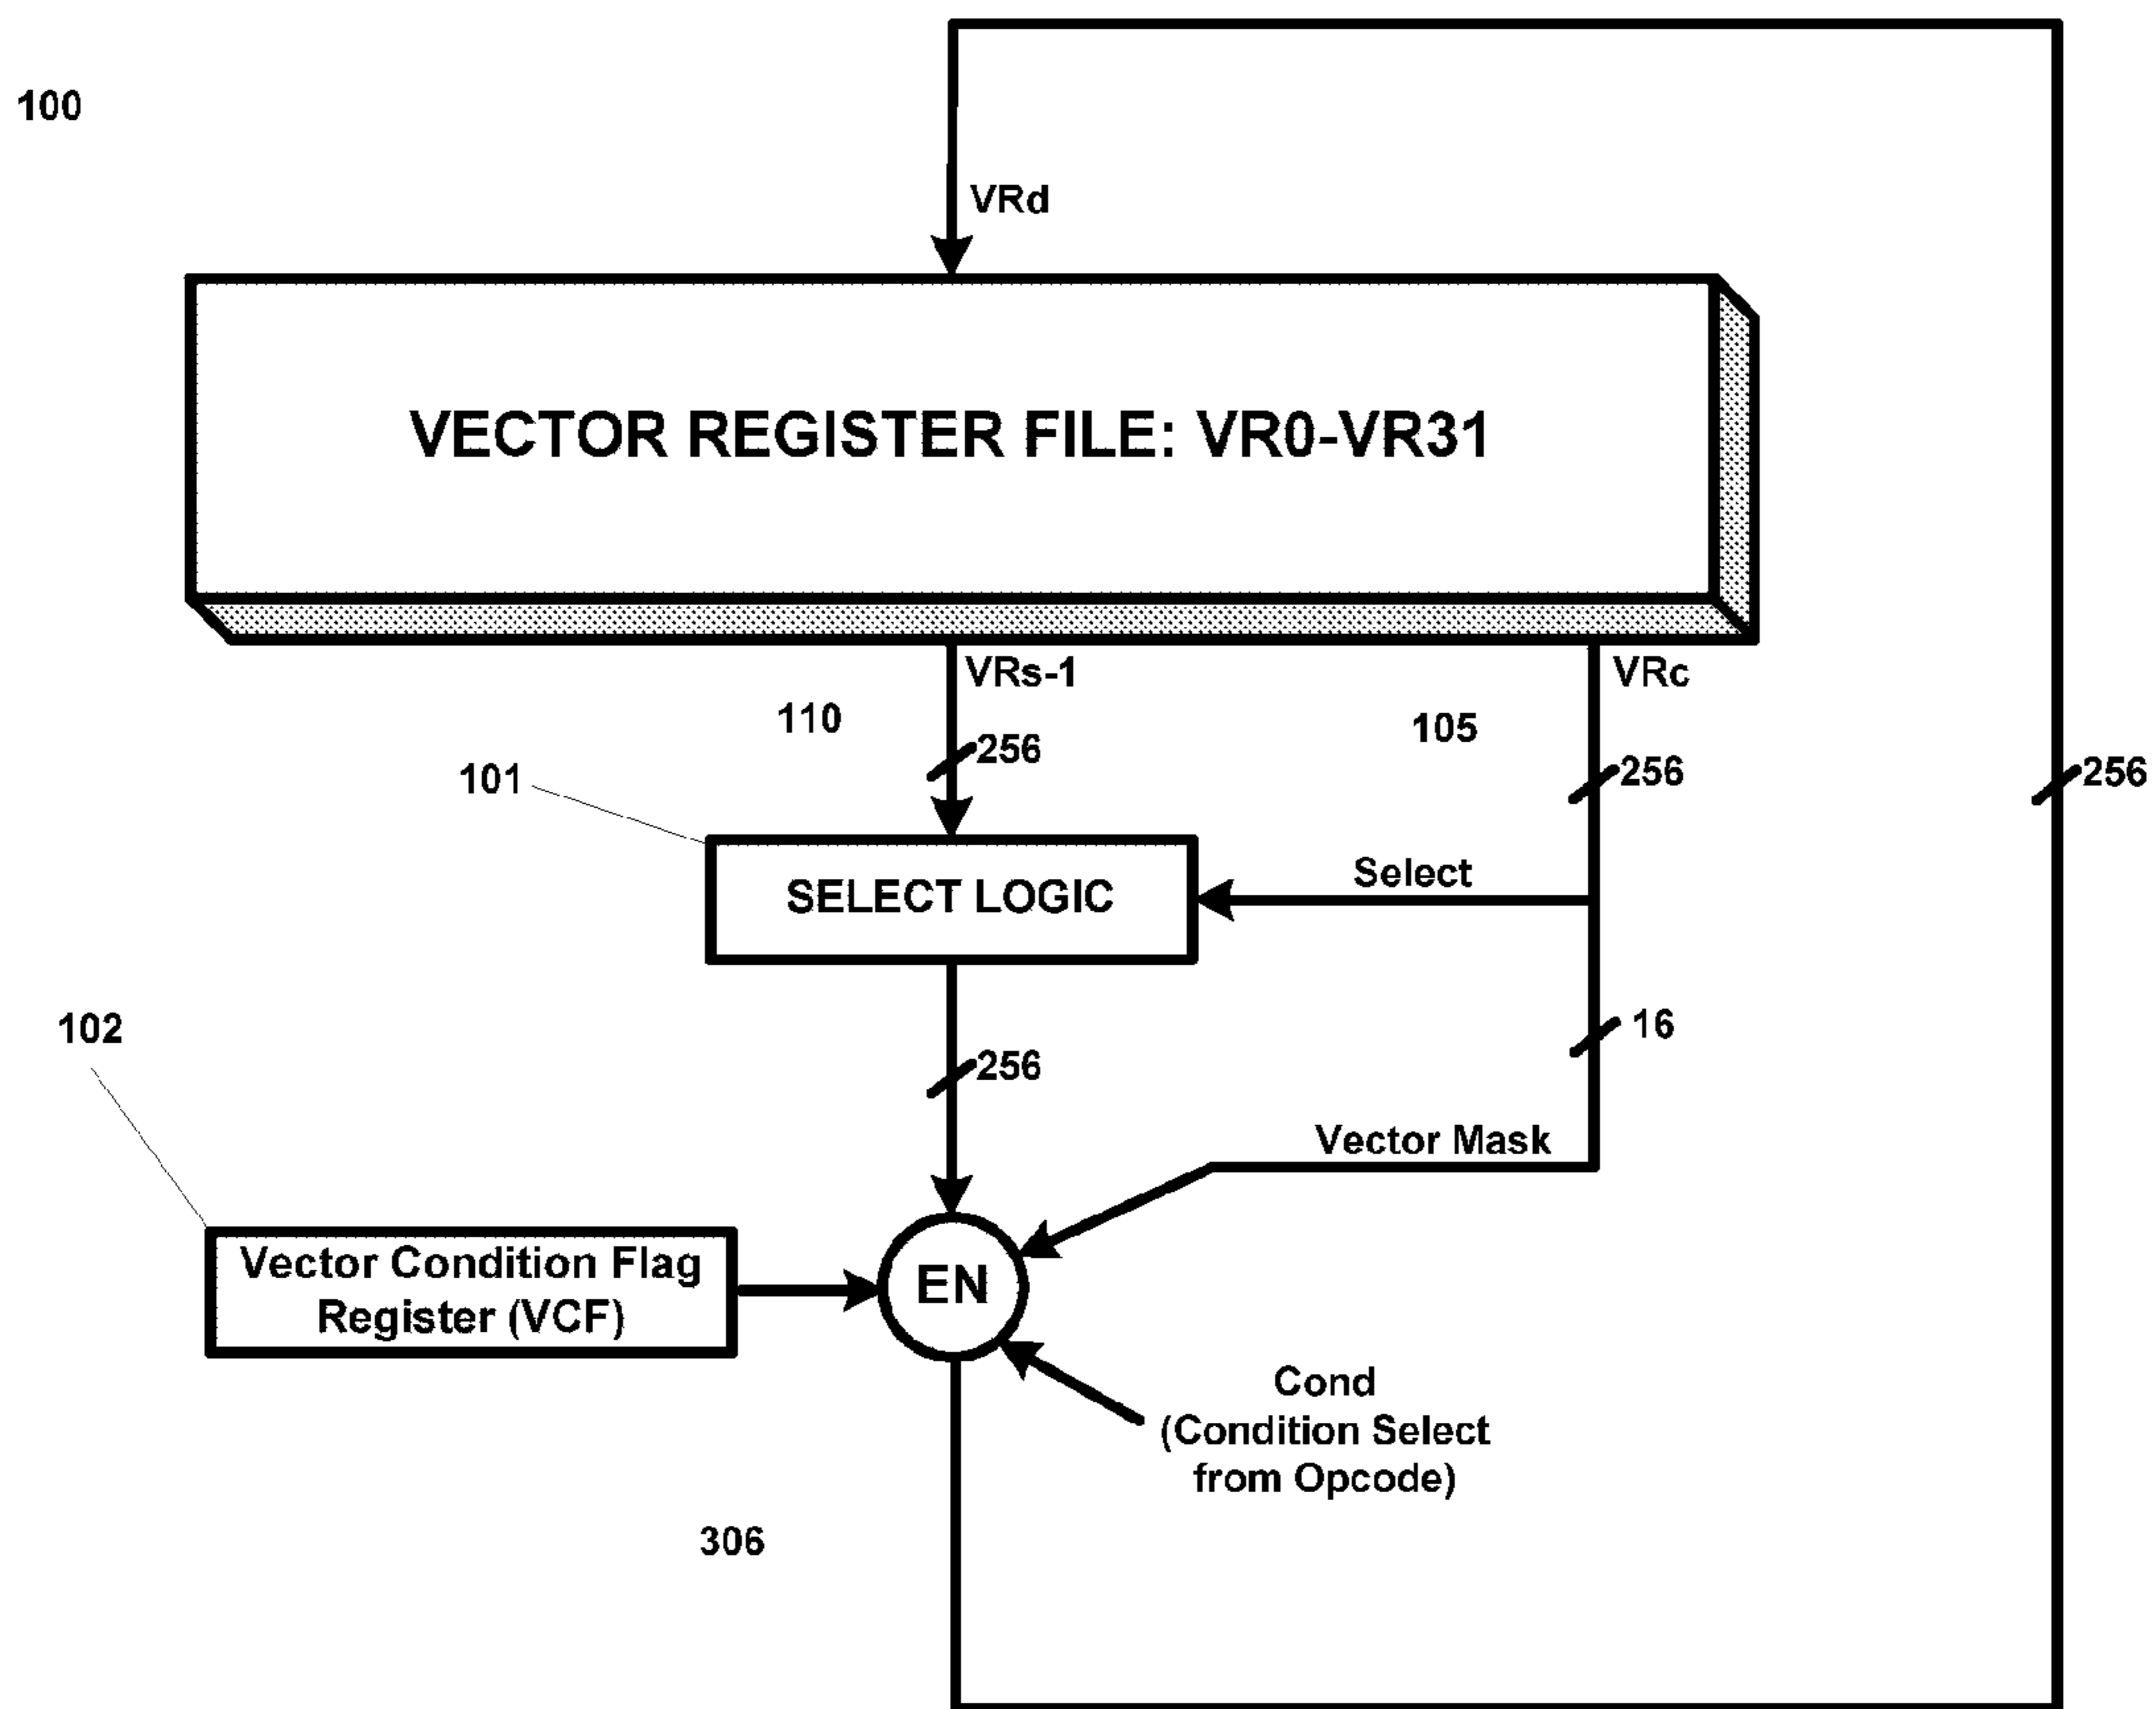 100
VRd
VECTOR REGISTER FILE: VR0-VR31
VRs-1
VRc
110
105
256
256
256
101
Select
SELECT LOGIC
102
16
256
Vector Mask
Vector Condition Flag
Register (VCF)
EN
Cond
(Condition Select
from Opcode)
306